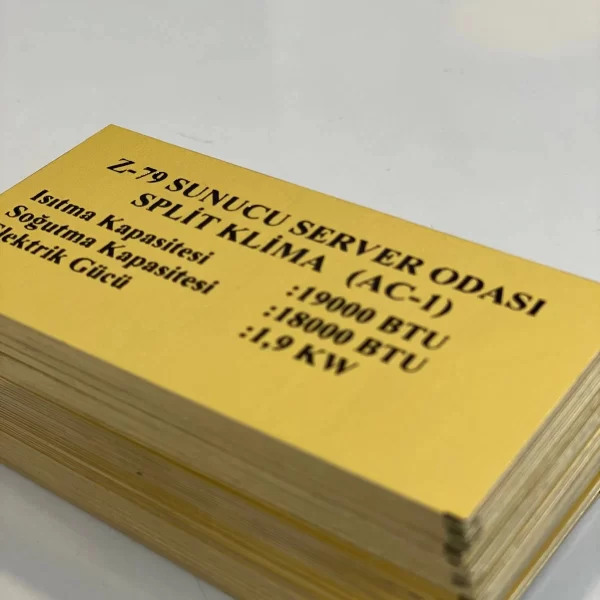 Z-79 SUNUCU SERVER ODASI
SPLİT KLİMA (AC-1)
Isıtma Kapasitesi :19000 BTU
Soğutma Kapasitesi :18000 BTU
Elektrik Gücü :1,9 KW